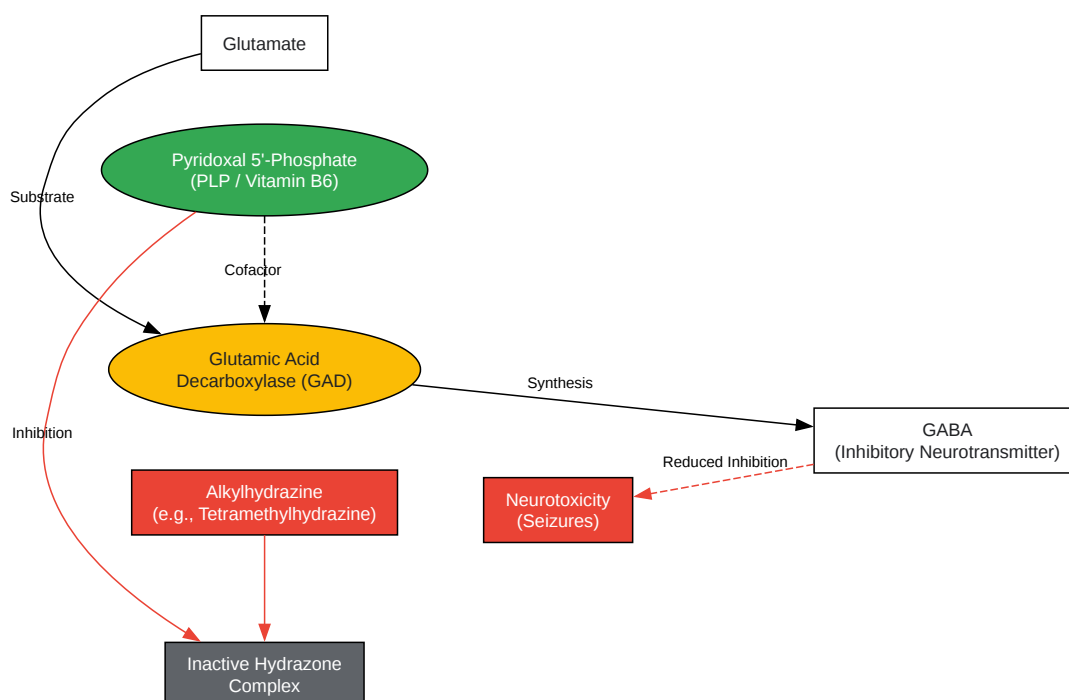 Glutamate
Pyridoxal 5'-Phosphate
(PLP / Vitamin B6)
Substrate
Cofactor
Glutamic Acid
Decarboxylase (GAD)
Synthesis
Inhibition
GABA
(Inhibitory Neurotransmitter)
Reduced Inhibition
Alkylhydrazine
(e.g., Tetramethylhydrazine)
Neurotoxicity
(Seizures)
Inactive Hydrazone
Complex